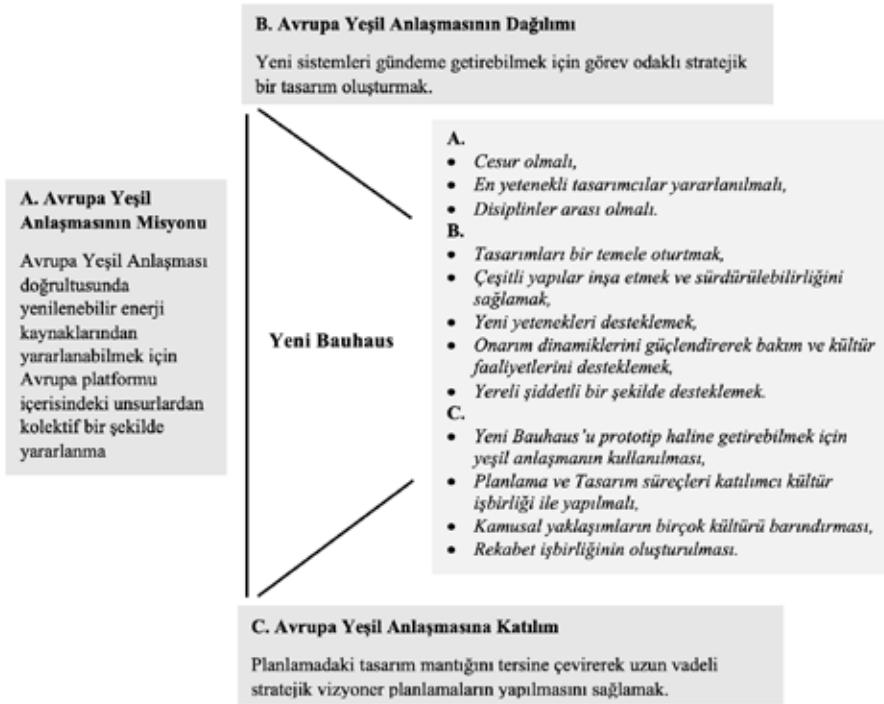 B. Avrupa Yeşil Anlaşmasının Dağılımı
Yeni sistemleri gündeme getirebilmek için görev odaklı stratejik
bir tasarım oluşturmak.
A. Avrupa Yeşil
Anlaşmasının Misyonu
Avrupa Yeşil Anlaşması
doğrultusunda
yenilenebilir enerji
kaynaklarından
yararlanabilmek için
Avrupa platformu
içerisindeki unsurlardan
kolektif bir şekilde
yararlanma
Yeni Bauhaus
A.
• Cesur olmalı,
• En yetenekli tasarımcılar yararlanılmalı,
• Disiplinler arası olmalı.
B.
• Tasarımları bir temele oturtmak,
• Çeşitli yapılar inşa etmek ve sürdürülebilirliğini
sağlamak,
• Yeni yetenekleri desteklemek,
• Onarım dinamiklerini güçlendirerek bakım ve kültür
faaliyetlerini desteklemek,
• Yereli şiddetli bir şekilde desteklemek.
C.
• Yeni Bauhaus’u prototip haline getirebilmek için
yeşil anlaşmanın kullanılması,
• Planlama ve Tasarım süreçleri katılımcı kültür
işbirliği ile yapılmalı,
• Kamusal yaklaşımların birçok kültürü barındırması,
• Rekabet işbirliğinin oluşturulması.
C. Avrupa Yeşil Anlaşmasına Katılım
Planlamadaki tasarım mantığını tersine çevirerek uzun vadeli
stratejik vizyoner planlamaların yapılmasını sağlamak.